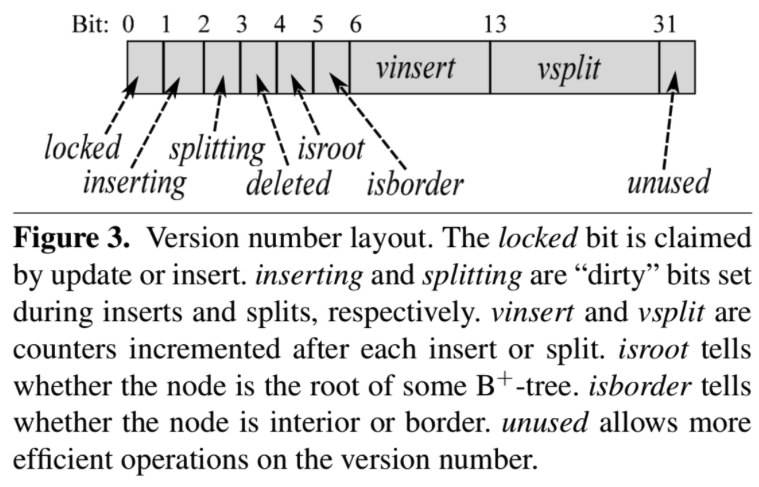 Bit: 0 1 2 3 4 5 6 13 31
vinsert vsplit
locked splitting isroot
inserting deleted isborder unused
Figure 3. Version number layout. The locked bit is claimed
by update or insert. inserting and splitting are “dirty” bits set
during inserts and splits, respectively. vinsert and vsplit are
counters incremented after each insert or split. isroot tells
whether the node is the root of some B+-tree. isborder tells
whether the node is interior or border. unused allows more
efficient operations on the version number.